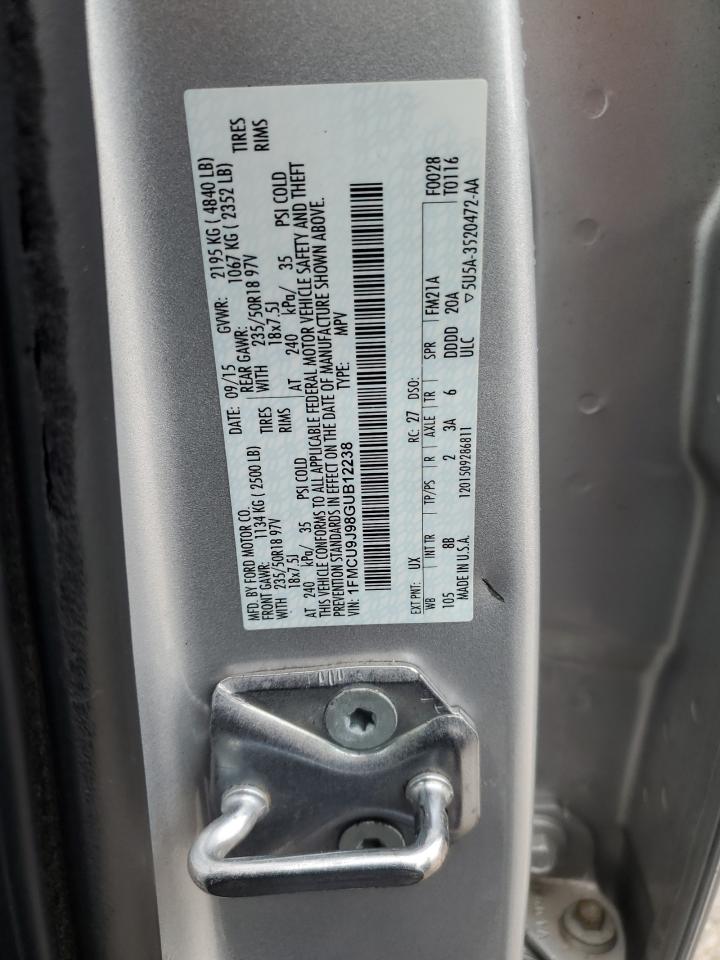 MFD. BY FORD MOTOR CO. DATE: 09/15 GVWR: 2195 KG ( 4840 LB)
FRONT GAWR: 1134 KG ( 2500 LB) REAR GAWR: 1067 KG ( 2352 LB)
WITH 235/50R18 97V TIRES WITH 235/50R18 97V TIRES
18x7.5J RIMS 18x7.5J RIMS
AT 240 kPa/ 35 PSI COLD AT 240 kPa/ 35 PSI COLD
THIS VEHICLE CONFORMS TO ALL APPLICABLE FEDERAL MOTOR VEHICLE SAFETY AND THEFT
PREVENTION STANDARDS IN EFFECT ON THE DATE OF MANUFACTURE SHOWN ABOVE.
VIN: 1FMCU9J98GUB12238 TYPE: MPV
EXT PNT: UX RC: 27 DSO: F0028
WB INT TR TP/PS R AXLE TR SPR FM21A T0116
105 8B 2 3A 6 DDDD 20A
MADE IN U.S.A. 1201509286811 ULC ▽5U5A-3520472-AA